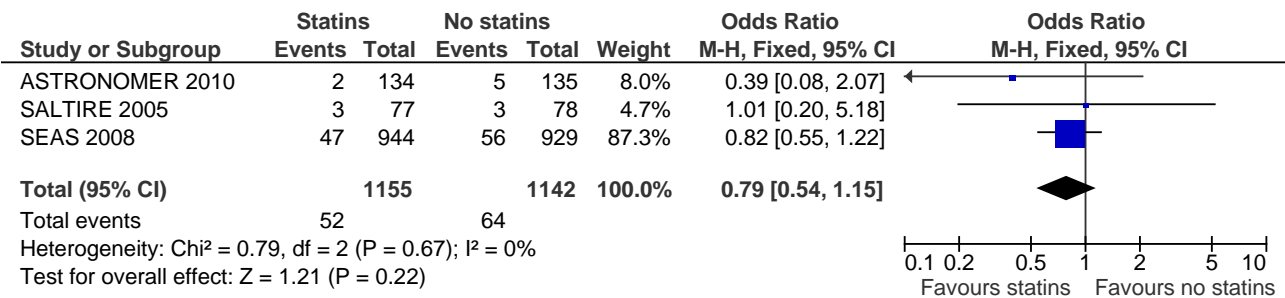 Statins No statins Odds Ratio Odds Ratio
Study or Subgroup Events Total Events Total Weight M-H, Fixed, 95% CI M-H, Fixed, 95% CI
ASTRONOMER 2010 2 134 5 135 8.0% 0.39 [0.08, 2.07]
SALTIRE 2005 3 77 3 78 4.7% 1.01 [0.20, 5.18]
SEAS 2008 47 944 56 929 87.3% 0.82 [0.55, 1.22]
Total (95% CI) 1155 1142 100.0% 0.79 [0.54, 1.15]
Total events 52 64
Heterogeneity: Chi² = 0.79, df = 2 (P = 0.67); I² = 0%
Test for overall effect: Z = 1.21 (P = 0.22)
0.1 0.2 0.5 1 2 5 10
Favours statins Favours no statins